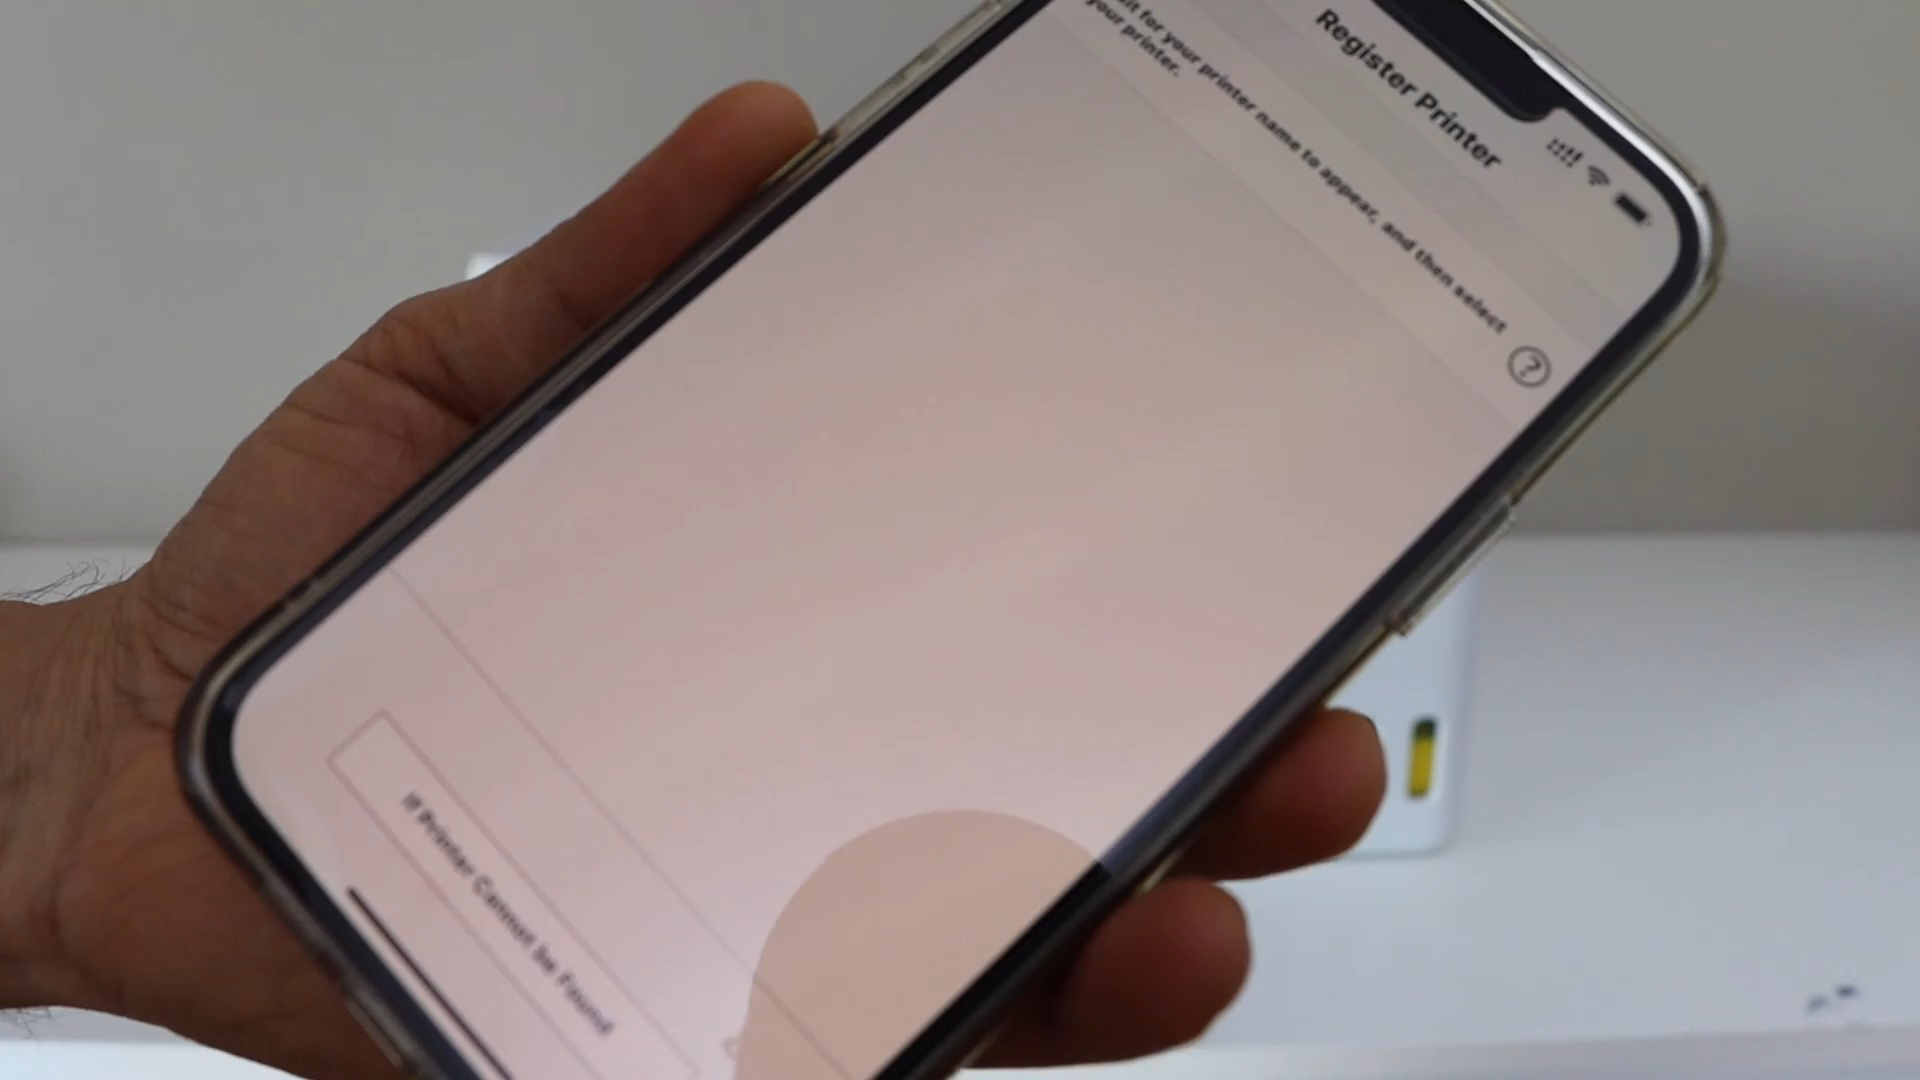 Register Printer
for your printer name to appear, and then select
your printer.
?
If Printer Cannot be Found